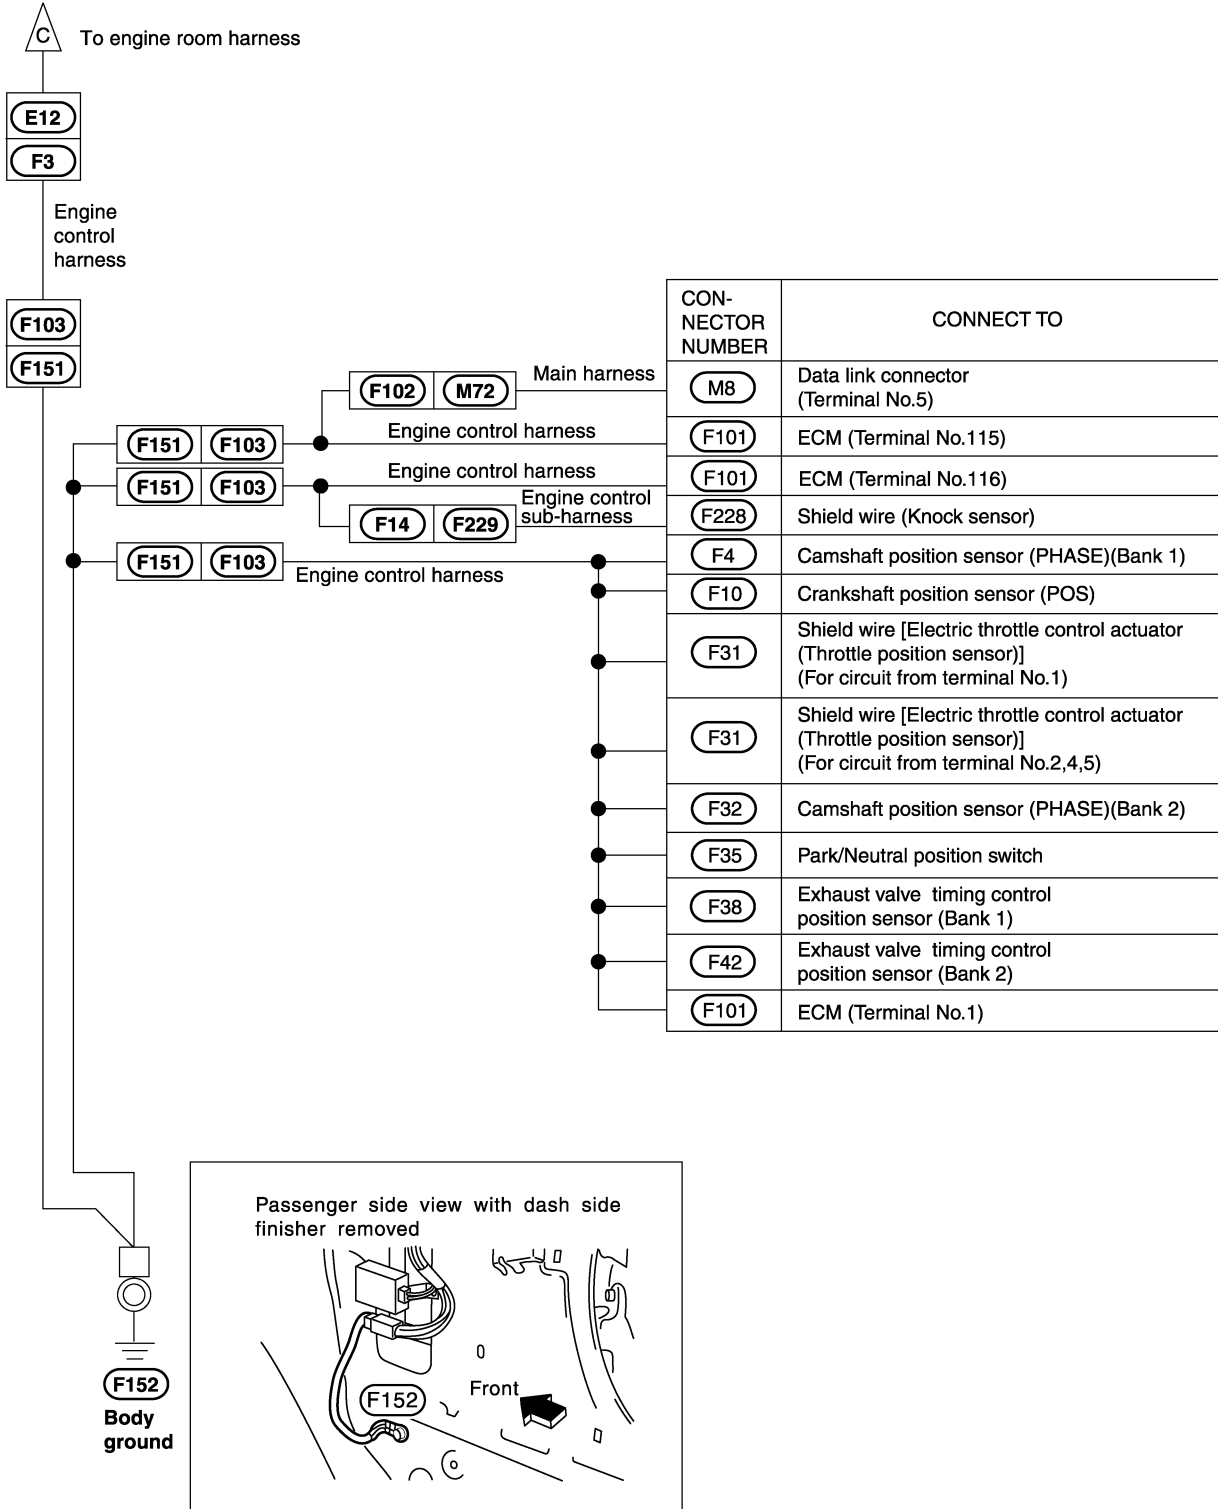 C
To engine room harness
E12
F3
Engine
control
harness
F103
F151
CON-
NECTOR
NUMBER
CONNECT TO
F102 M72
Main harness
M8
Data link connector
(Terminal No.5)
F151 F103
Engine control harness
F101
ECM (Terminal No.115)
F151 F103
Engine control harness
F101
ECM (Terminal No.116)
F14 F229
Engine control
sub-harness
F228
Shield wire (Knock sensor)
F151 F103
Engine control harness
F4
Camshaft position sensor (PHASE)(Bank 1)
F10
Crankshaft position sensor (POS)
F31
Shield wire [Electric throttle control actuator
(Throttle position sensor)]
(For circuit from terminal No.1)
F31
Shield wire [Electric throttle control actuator
(Throttle position sensor)]
(For circuit from terminal No.2,4,5)
F32
Camshaft position sensor (PHASE)(Bank 2)
F35
Park/Neutral position switch
F38
Exhaust valve timing control
position sensor (Bank 1)
F42
Exhaust valve timing control
position sensor (Bank 2)
F101
ECM (Terminal No.1)
F152
Body
ground
Passenger side view with dash side
finisher removed
F152
Front